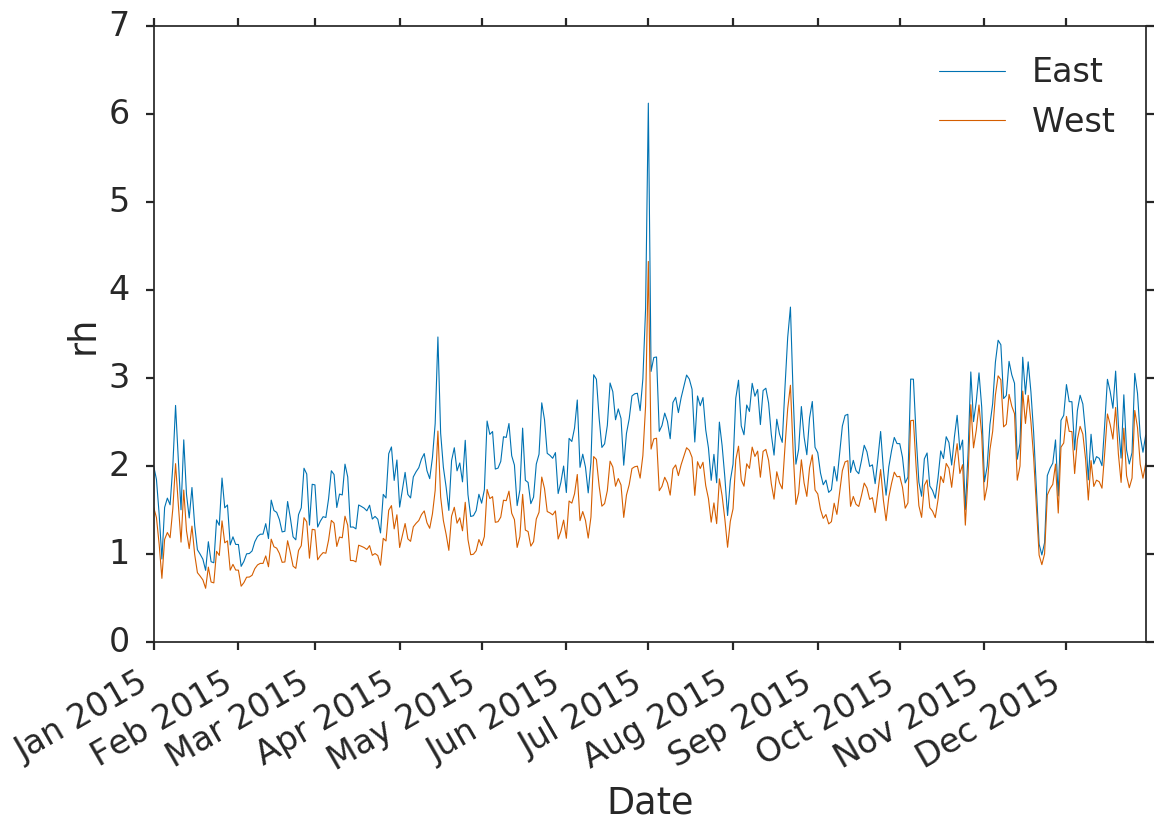 7
6
5
4
3
2
1
0
rh
East
West
Jan 2015
Feb 2015
Mar 2015
Apr 2015
May 2015
Jun 2015
Jul 2015
Aug 2015
Sep 2015
Oct 2015
Nov 2015
Dec 2015
Date